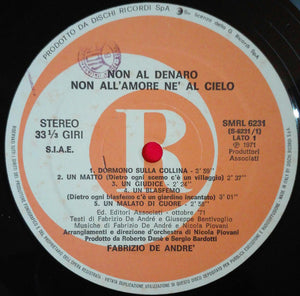 PRODOTTO DA DISCHI RICORDI SpA
NON AL DENARO
NON ALL'AMORE NE' AL CIELO
STEREO
33 1/3 GIRI
S.I.A.E.
SMRL 6231
(S-6231/1)
LATO 1
℗ 1971
Produttori
Associati
R
1. DORMONO SULLA COLLINA - 3'59"
2. UN MATTO (Dietro ogni scemo c'è un villaggio) 2'37"
3. UN GIUDICE - 2'24"
4. UN BLASFEMO
(Dietro ogni blasfemo c'è un giardino incantato) 3'01"
5. UN MALATO DI CUORE
Ed. Editori Associati - ottobre '71
Testi di Fabrizio De André e Giuseppe Bentivoglio
Musiche di Fabrizio De André e Nicola Piovani
Arrangiamenti e direzione d'orchestra di Nicola Piovani
Prodotto da Roberto Danè e Sergio Bardotti
FABRIZIO DE ANDRE'